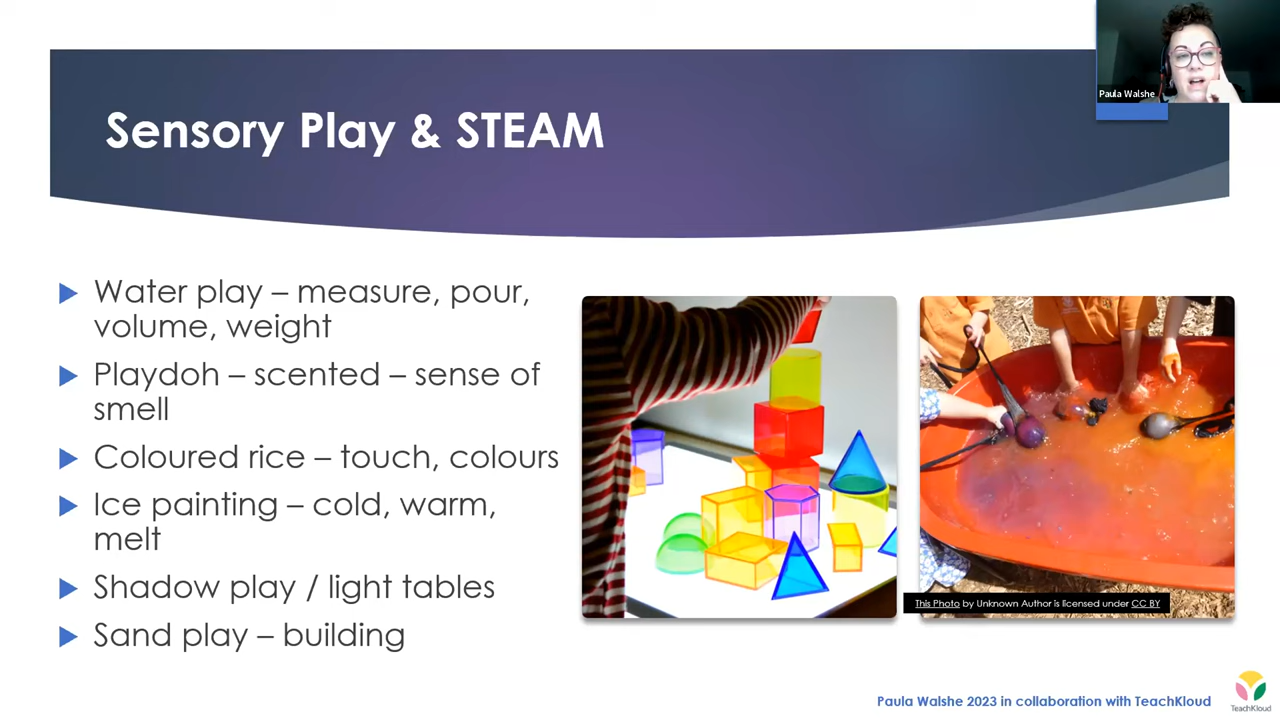 Paula Walshe
Sensory Play & STEAM
Water play – measure, pour,
volume, weight
Playdoh – scented – sense of
smell
Coloured rice – touch, colours
Ice painting – cold, warm,
melt
Shadow play / light tables
Sand play – building
This Photo by Unknown Author is licensed under CC BY
Paula Walshe 2023 in collaboration with TeachKloud
TeachKloud